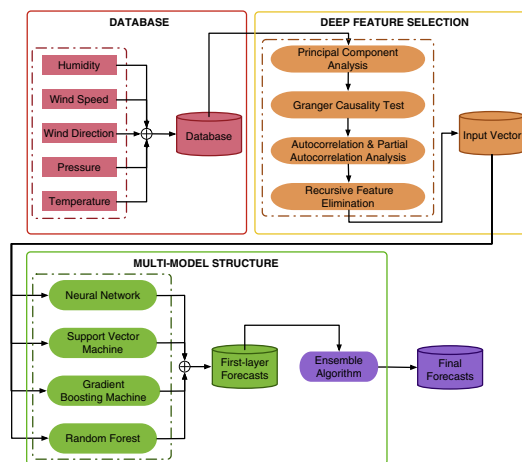 DATABASE
Humidity
Wind Speed
Wind Direction
Pressure
Temperature
Database
DEEP FEATURE SELECTION
Principal Component
Analysis
Granger Causality Test
Autocorrelation & Partial
Autocorrelation Analysis
Recursive Feature
Elimination
Input Vector
MULTI-MODEL STRUCTURE
Neural Network
Support Vector
Machine
Gradient
Boosting Machine
Random Forest
First-layer
Forecasts
Ensemble
Algorithm
Final
Forecasts